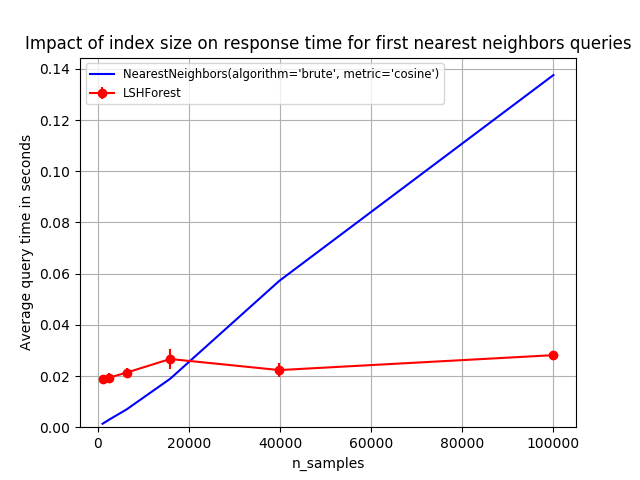 Impact of index size on response time for first nearest neighbors queries
NearestNeighbors(algorithm='brute', metric='cosine')
LSHForest
Average query time in seconds
0.14
0.12
0.10
0.08
0.06
0.04
0.02
0.00
0 20000 40000 60000 80000 100000
n_samples